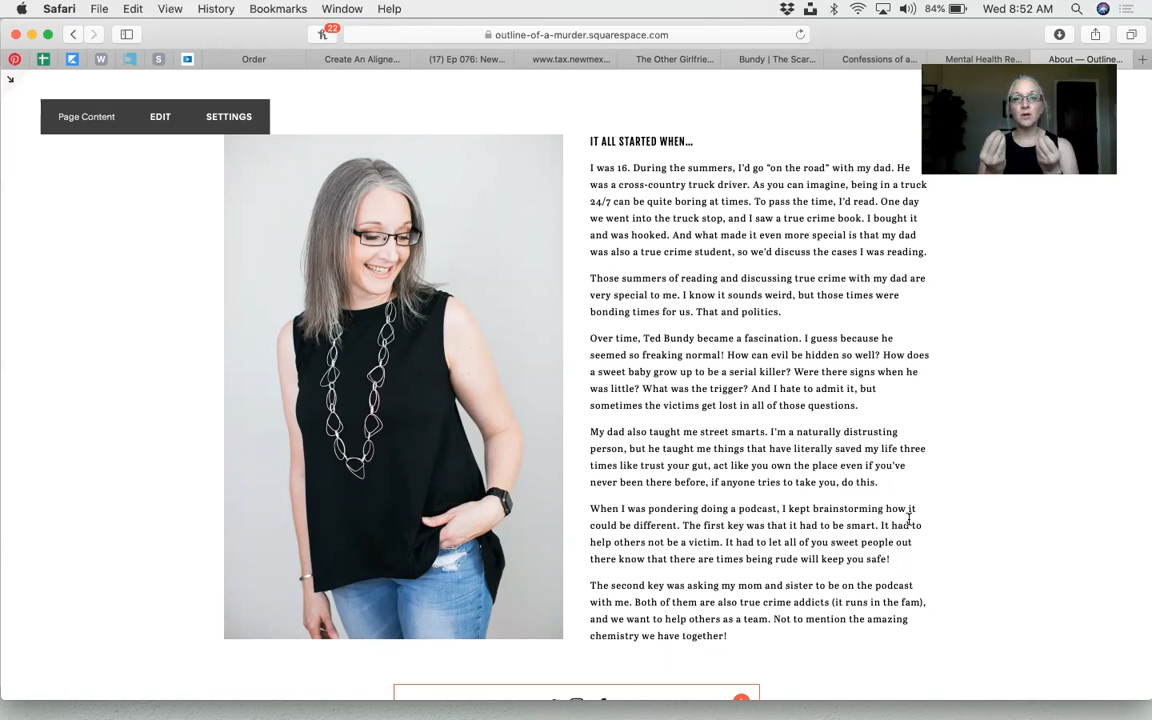 Safari File Edit View History Bookmarks Window Help 84% Wed 8:52 AM
22 outline-of-a-murder.squarespace.com
W S Order Create An Aligne... (17) Ep 076: New... www.tax.newmex... The Other Girlfrie... Bundy | The Scar... Confessions of a... Mental Health Re... About — Outline...
Page Content EDIT SETTINGS
IT ALL STARTED WHEN...
I was 16. During the summers, I'd go "on the road" with my dad. He
was a cross-country truck driver. As you can imagine, being in a truck
24/7 can be quite boring at times. To pass the time, I'd read. One day
we went into the truck stop, and I saw a true crime book. I bought it
and was hooked. And what made it even more special is that my dad
was also a true crime student, so we'd discuss the cases I was reading.
Those summers of reading and discussing true crime with my dad are
very special to me. I know it sounds weird, but those times were
bonding times for us. That and politics.
Over time, Ted Bundy became a fascination. I guess because he
seemed so freaking normal! How can evil be hidden so well? How does
a sweet baby grow up to be a serial killer? Were there signs when he
was little? What was the trigger? And I hate to admit it, but
sometimes the victims get lost in all of those questions.
My dad also taught me street smarts. I'm a naturally distrusting
person, but he taught me things that have literally saved my life three
times like trust your gut, act like you own the place even if you've
never been there before, if anyone tries to take you, do this.
When I was pondering doing a podcast, I kept brainstorming how it
could be different. The first key was that it had to be smart. It had to
help others not be a victim. It had to let all of you sweet people out
there know that there are times being rude will keep you safe!
The second key was asking my mom and sister to be on the podcast
with me. Both of them are also true crime addicts (it runs in the fam),
and we want to help others as a team. Not to mention the amazing
chemistry we have together!